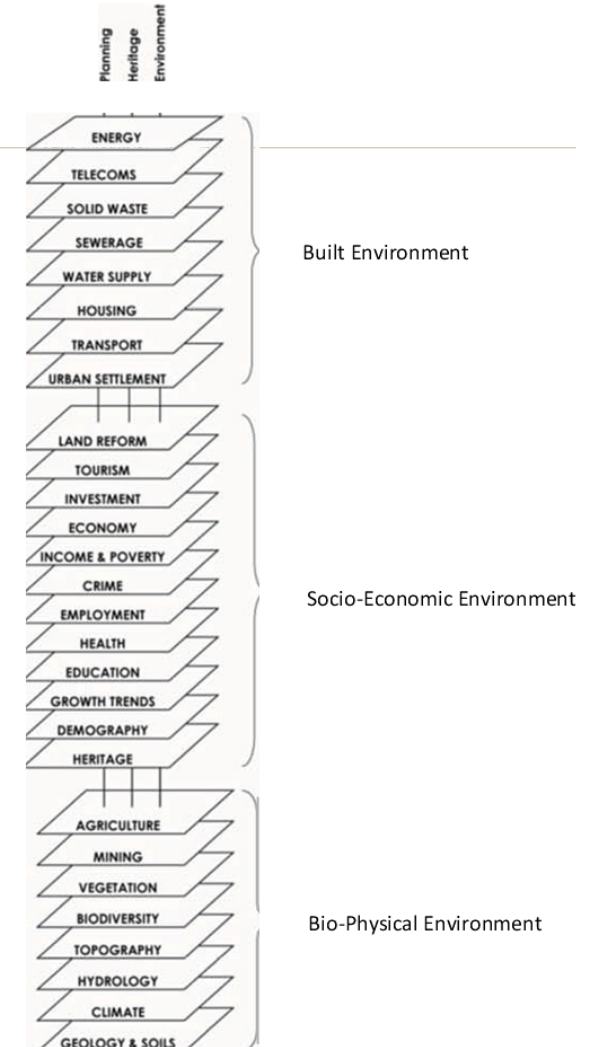 Planning
Heritage
Environment
ENERGY
TELECOMS
SOLID WASTE
SEWERAGE
WATER SUPPLY
HOUSING
TRANSPORT
URBAN SETTLEMENT
Built Environment
LAND REFORM
TOURISM
INVESTMENT
ECONOMY
INCOME & POVERTY
CRIME
EMPLOYMENT
HEALTH
EDUCATION
GROWTH TRENDS
DEMOGRAPHY
HERITAGE
Socio-Economic Environment
AGRICULTURE
MINING
VEGETATION
BIODIVERSITY
TOPOGRAPHY
HYDROLOGY
CLIMATE
GEOLOGY & SOILS
Bio-Physical Environment